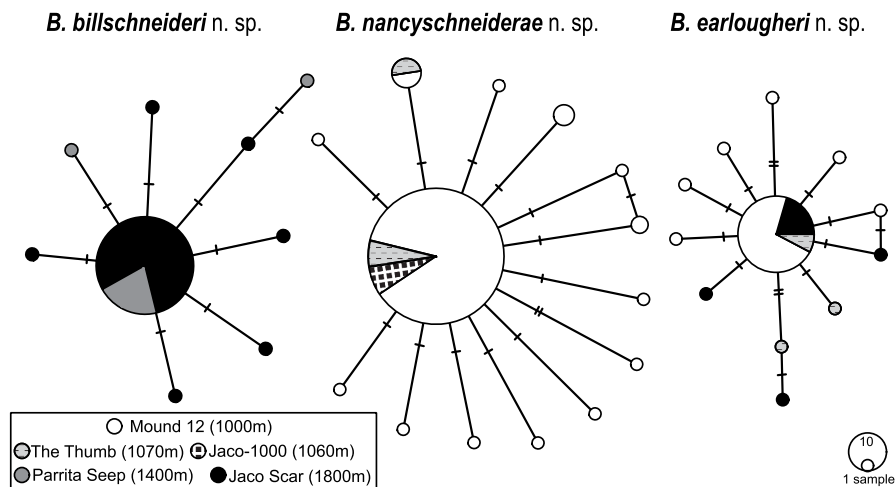 B. billschneideri n. sp. B. nancyschneiderae n. sp. B. earlougheri n. sp.
Mound 12 (1000m)
The Thumb (1070m) Jaco-1000 (1060m)
Parrita Seep (1400m) Jaco Scar (1800m)
10
1 sample